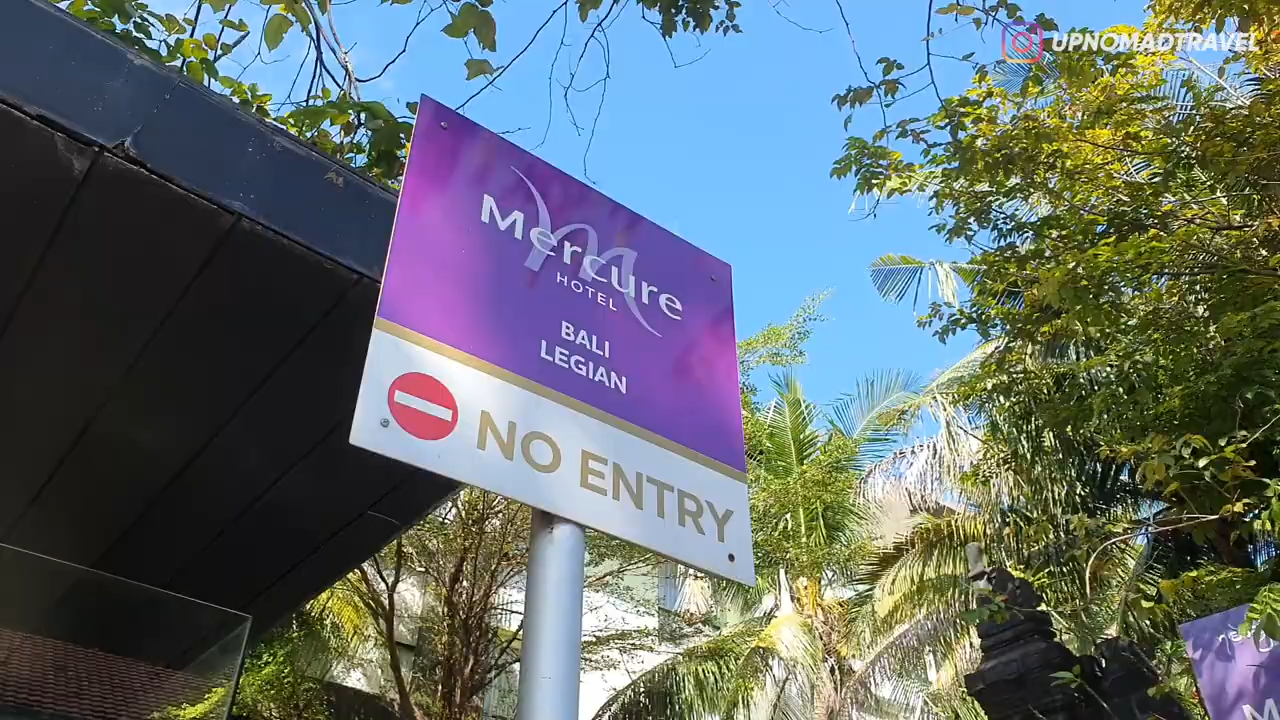 UPNOMADTRAVEL
Mercure
HOTEL
BALI
LEGIAN
NO ENTRY
M